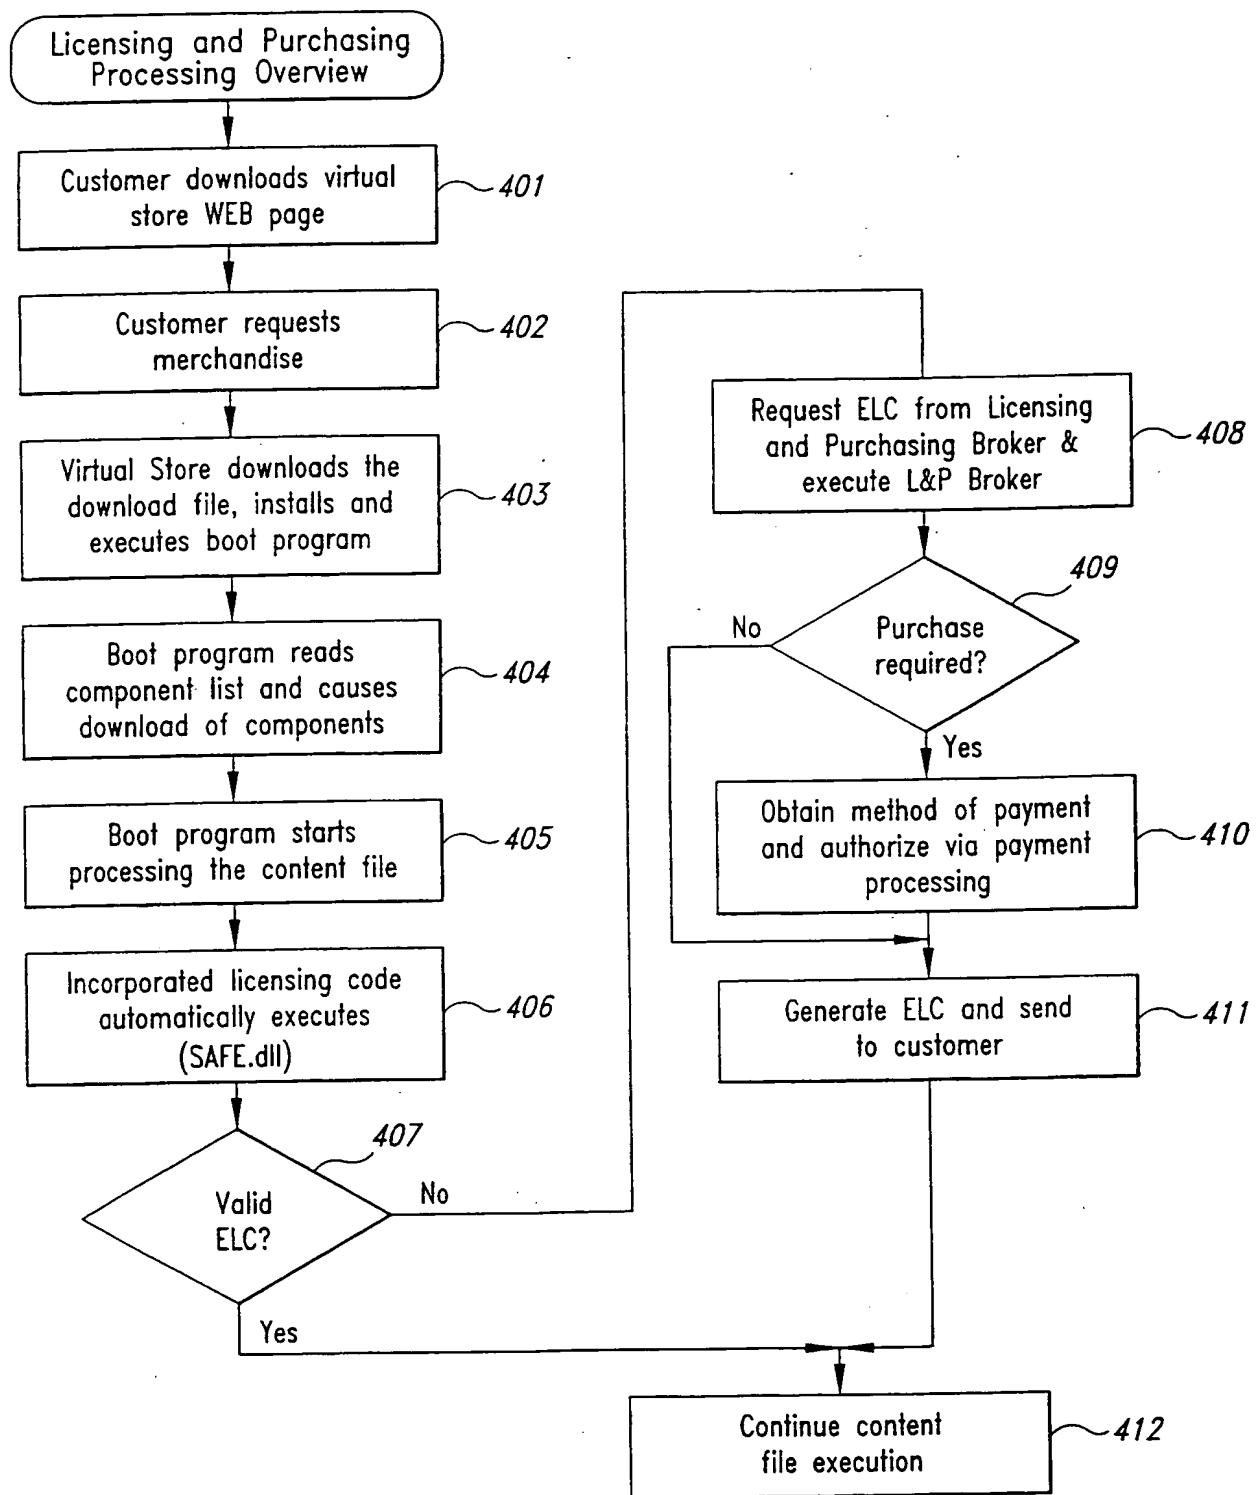 Licensing and Purchasing
Processing Overview
Customer downloads virtual
store WEB page
401
Customer requests
merchandise
402
Virtual Store downloads the
download file, installs and
executes boot program
403
Boot program reads
component list and causes
download of components
404
Boot program starts
processing the content file
405
Incorporated licensing code
automatically executes
(SAFE.dll)
406
407
Valid
ELC?
No
Yes
Request ELC from Licensing
and Purchasing Broker &
execute L&P Broker
408
409
Purchase
required?
No
Yes
Obtain method of payment
and authorize via payment
processing
410
Generate ELC and send
to customer
411
Continue content
file execution
412